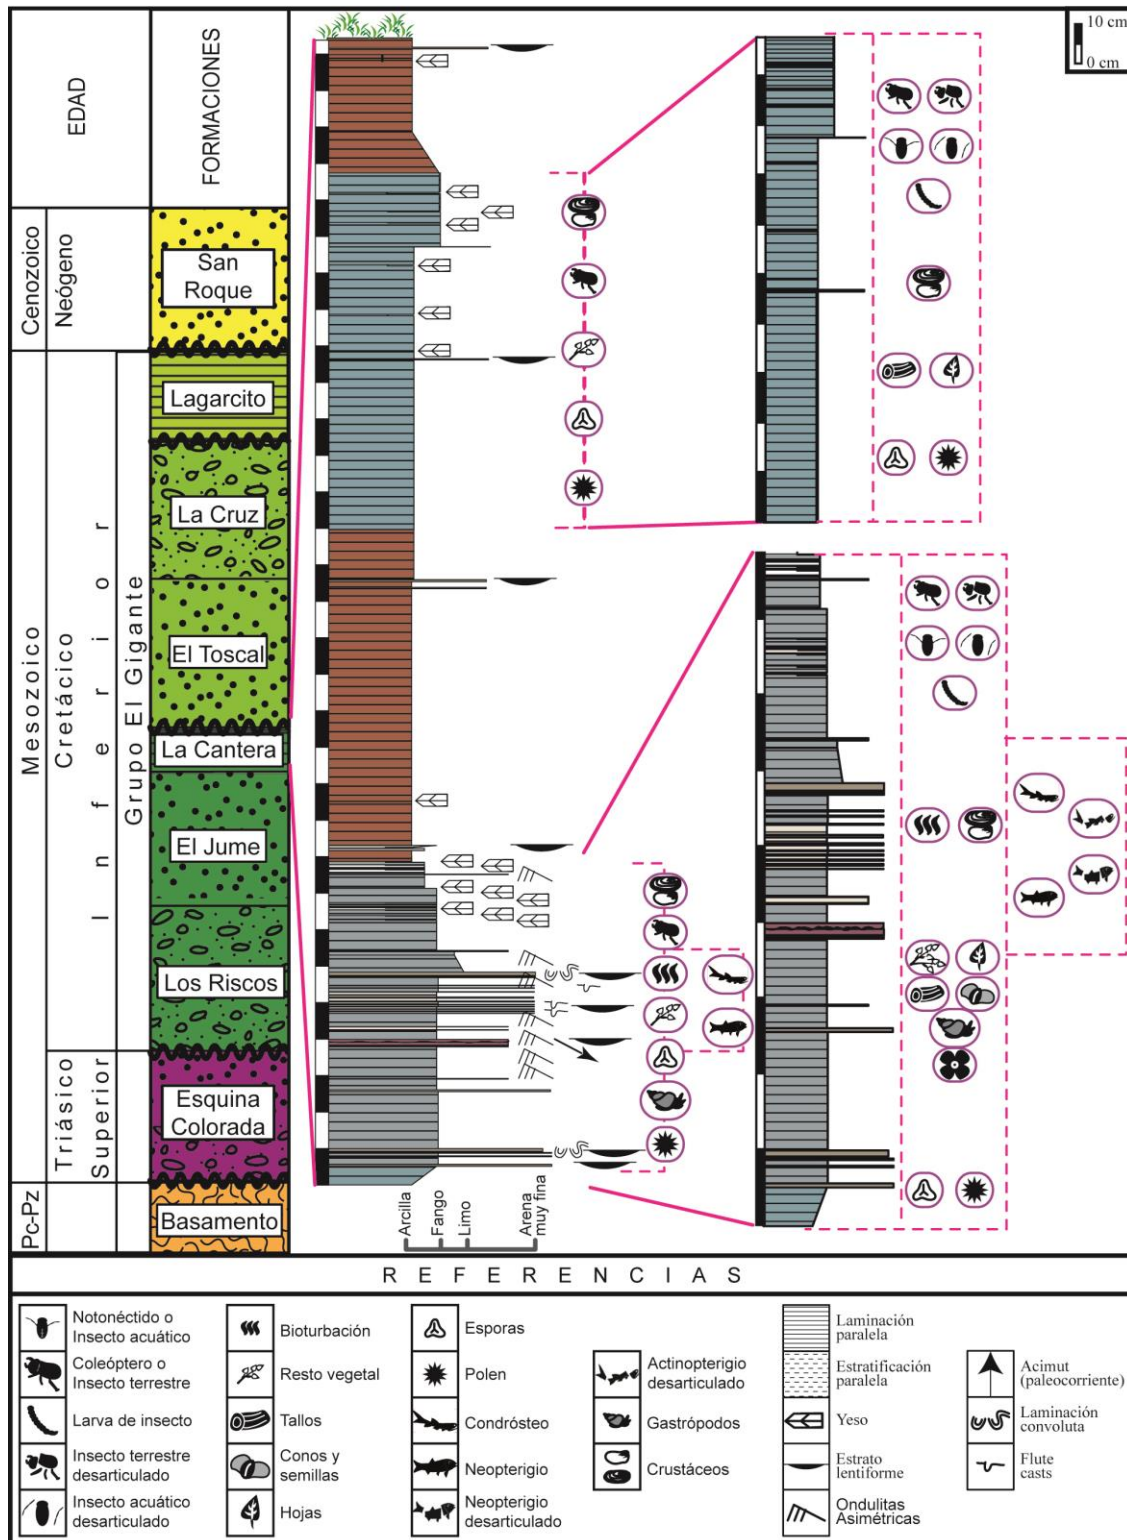 EDAD
FORMACIONES
10 cm
0 cm
Cenozoico
Neógeno
San
Roque
Mesozoico
Cretácico
Inferior
Grupo El Gigante
Lagarcito
La Cruz
El Toscal
La Cantera
El Jume
Los Riscos
Triásico
Superior
Esquina
Colorada
Pc-Pz
Basamento
Arcilla
Fango
Limo
Arena
muy fina
REFERENCIAS
Notonéctido o
Insecto acuático
Coleóptero o
Insecto terrestre
Larva de insecto
Insecto terrestre
desarticulado
Insecto acuático
desarticulado
Bioturbación
Resto vegetal
Tallos
Conos y
semillas
Hojas
Esporas
Polen
Condrósteo
Neopterigio
Neopterigio
desarticulado
Actinopterigio
desarticulado
Gastrópodos
Crustáceos
Laminación
paralela
Estratificación
paralela
Yeso
Estrato
lentiforme
Ondulitas
Asimétricas
Acimut
(paleocorriente)
Laminación
convoluta
Flute
casts